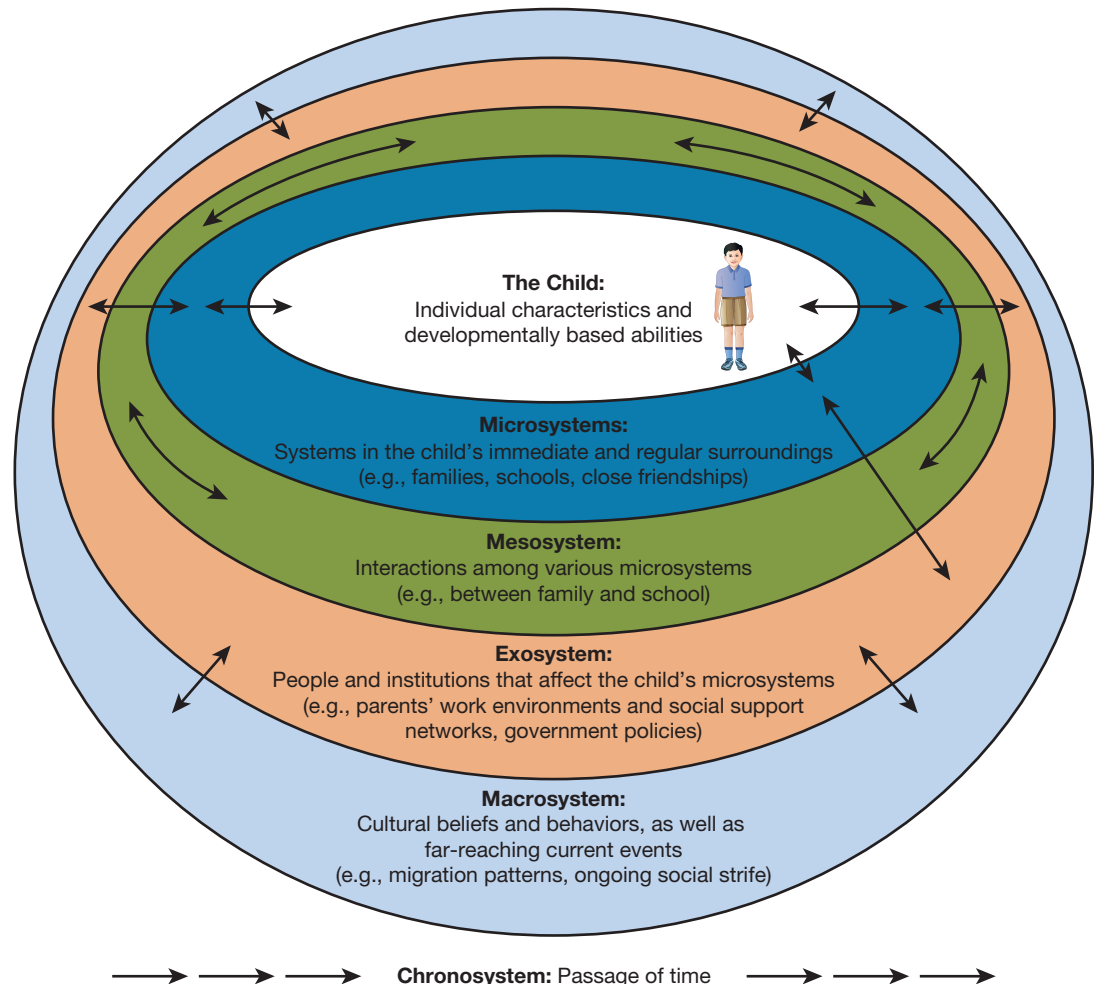 The Child:
Individual characteristics and
developmentally based abilities
Microsystems:
Systems in the child’s immediate and regular surroundings
(e.g., families, schools, close friendships)
Mesosystem:
Interactions among various microsystems
(e.g., between family and school)
Exosystem:
People and institutions that affect the child’s microsystems
(e.g., parents’ work environments and social support
networks, government policies)
Macrosystem:
Cultural beliefs and behaviors, as well as
far-reaching current events
(e.g., migration patterns, ongoing social strife)
Chronosystem: Passage of time